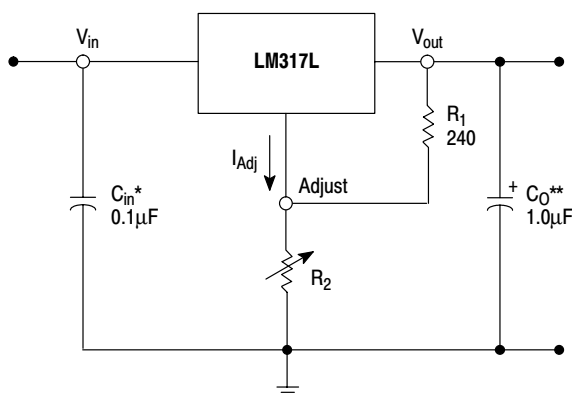 V_in
LM317L
V_out
R_1
240
I_Adj
Adjust
C_in*
0.1μF
+
C_O**
1.0μF
R_2